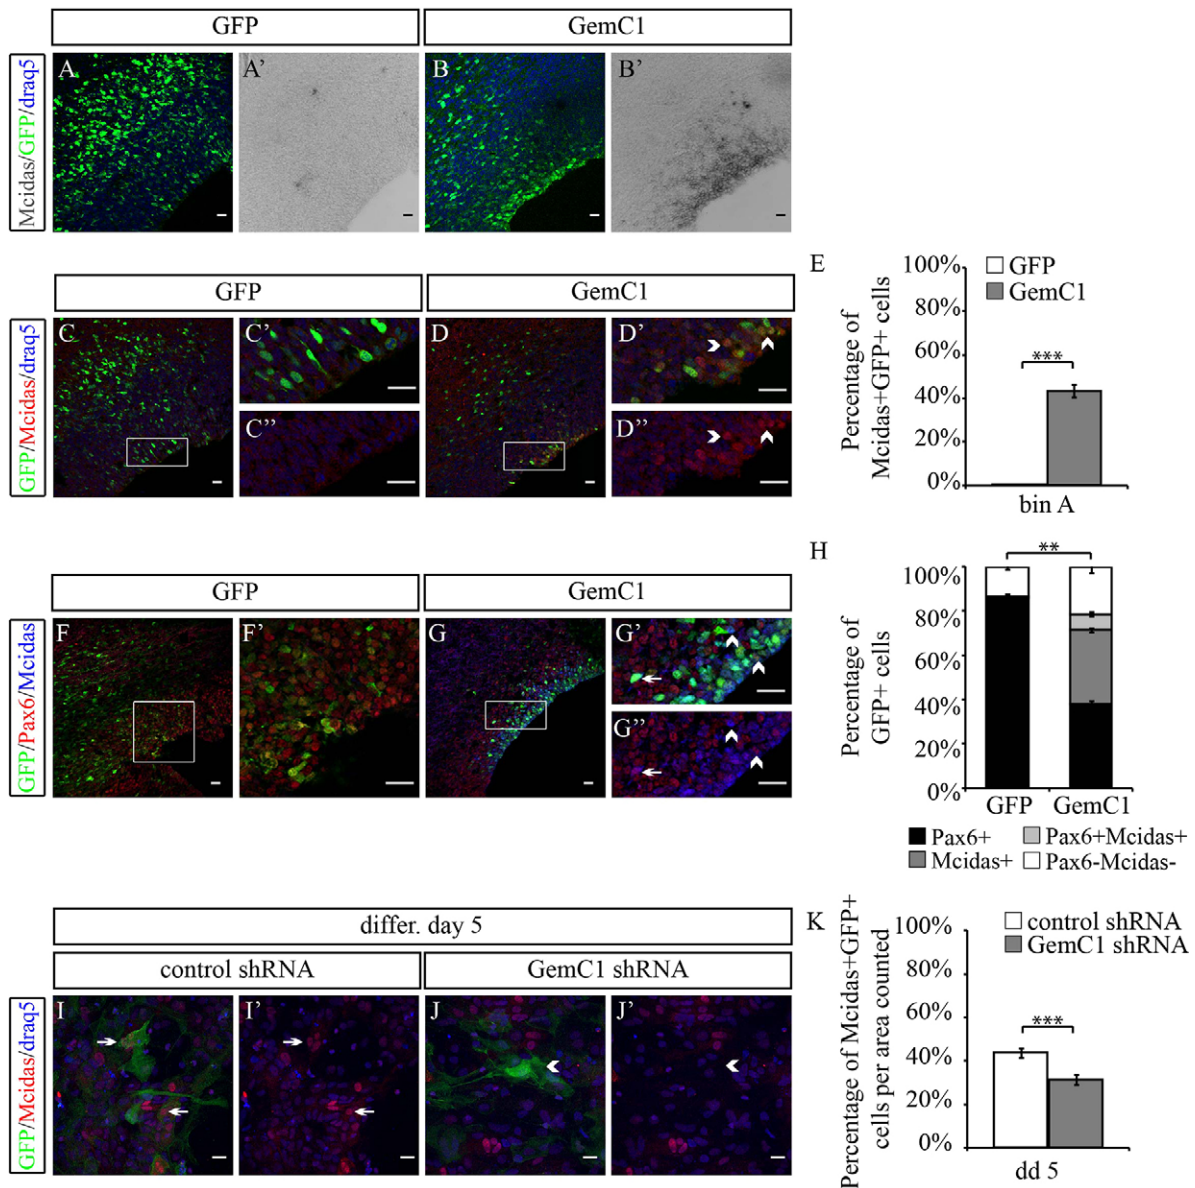 GFP
GemC1
Mcidas/GFP/draq5
A
A’
B
B’
GFP
GemC1
GFP/Mcidas/draq5
C
C’
C’’
D
D’
D’’
E
Percentage of
Mcidas+GFP+ cells
100%
80%
60%
40%
20%
0%
GFP
GemC1
***
bin A
GFP
GemC1
GFP/Pax6/Mcidas
F
F’
G
G’
G’’
H
Percentage of
GFP+ cells
100%
80%
60%
40%
20%
0%
**
GFP
GemC1
Pax6+
Pax6+Mcidas+
Mcidas+
Pax6-Mcidas-
differ. day 5
control shRNA
GemC1 shRNA
GFP/Mcidas/draq5
I
I’
J
J’
K
Percentage of Mcidas+GFP+
cells per area counted
100%
80%
60%
40%
20%
0%
control shRNA
GemC1 shRNA
***
dd 5